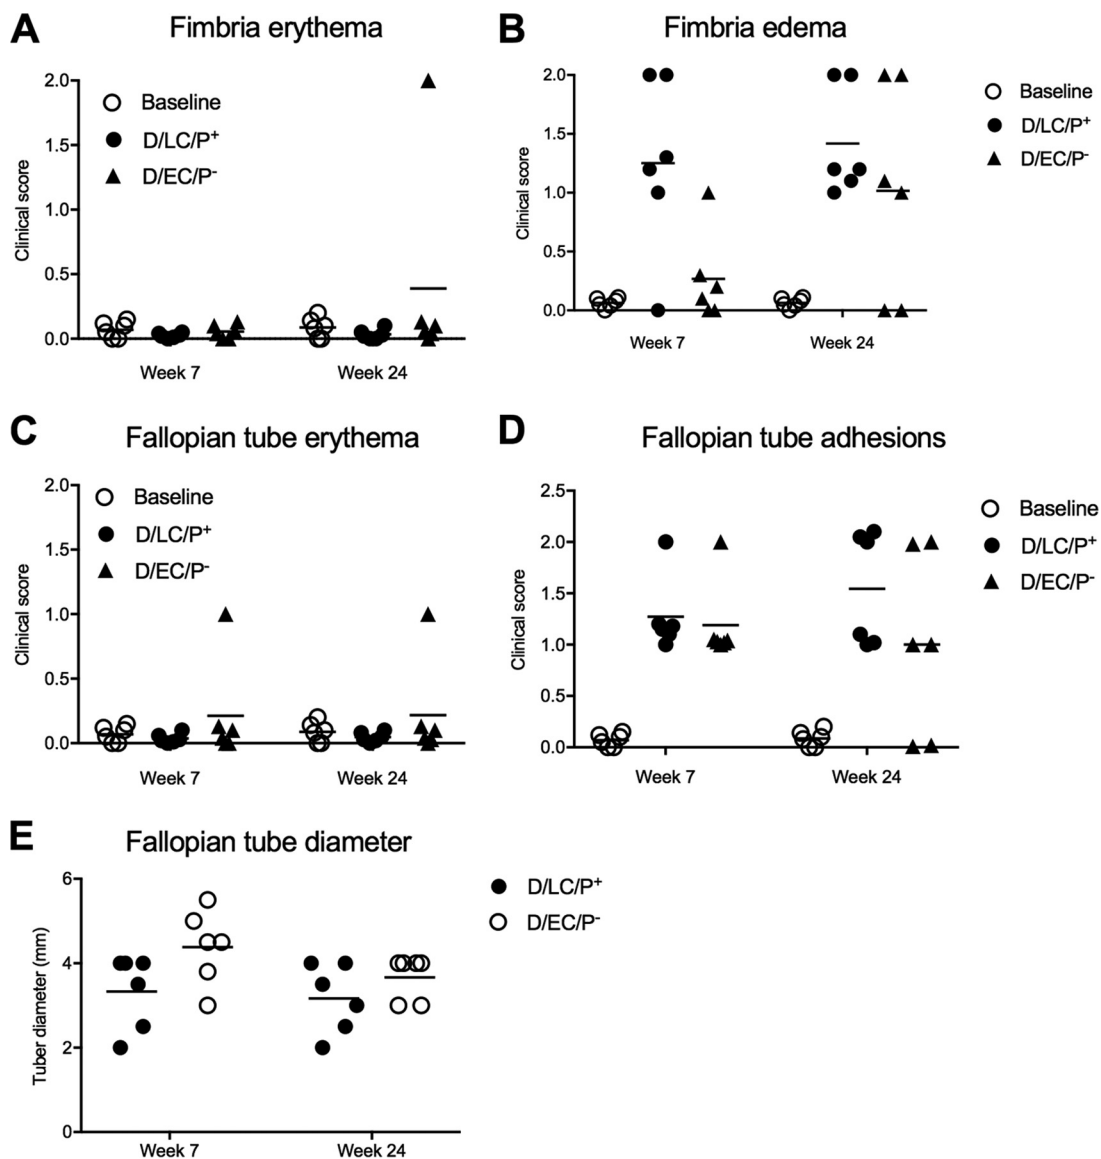 A
Fimbria erythema
Clinical score
2.0
1.5
1.0
0.5
0.0
Baseline
D/LC/P+
D/EC/P-
Week 7
Week 24
B
Fimbria edema
Clinical score
2.0
1.5
1.0
0.5
0.0
Week 7
Week 24
Baseline
D/LC/P+
D/EC/P-
C
Fallopian tube erythema
Clinical score
2.0
1.5
1.0
0.5
0.0
Baseline
D/LC/P+
D/EC/P-
Week 7
Week 24
D
Fallopian tube adhesions
Clinical score
2.5
2.0
1.5
1.0
0.5
0.0
Week 7
Week 24
Baseline
D/LC/P+
D/EC/P-
E
Fallopian tube diameter
Tuber diameter (mm)
6
4
2
0
Week 7
Week 24
D/LC/P+
D/EC/P-